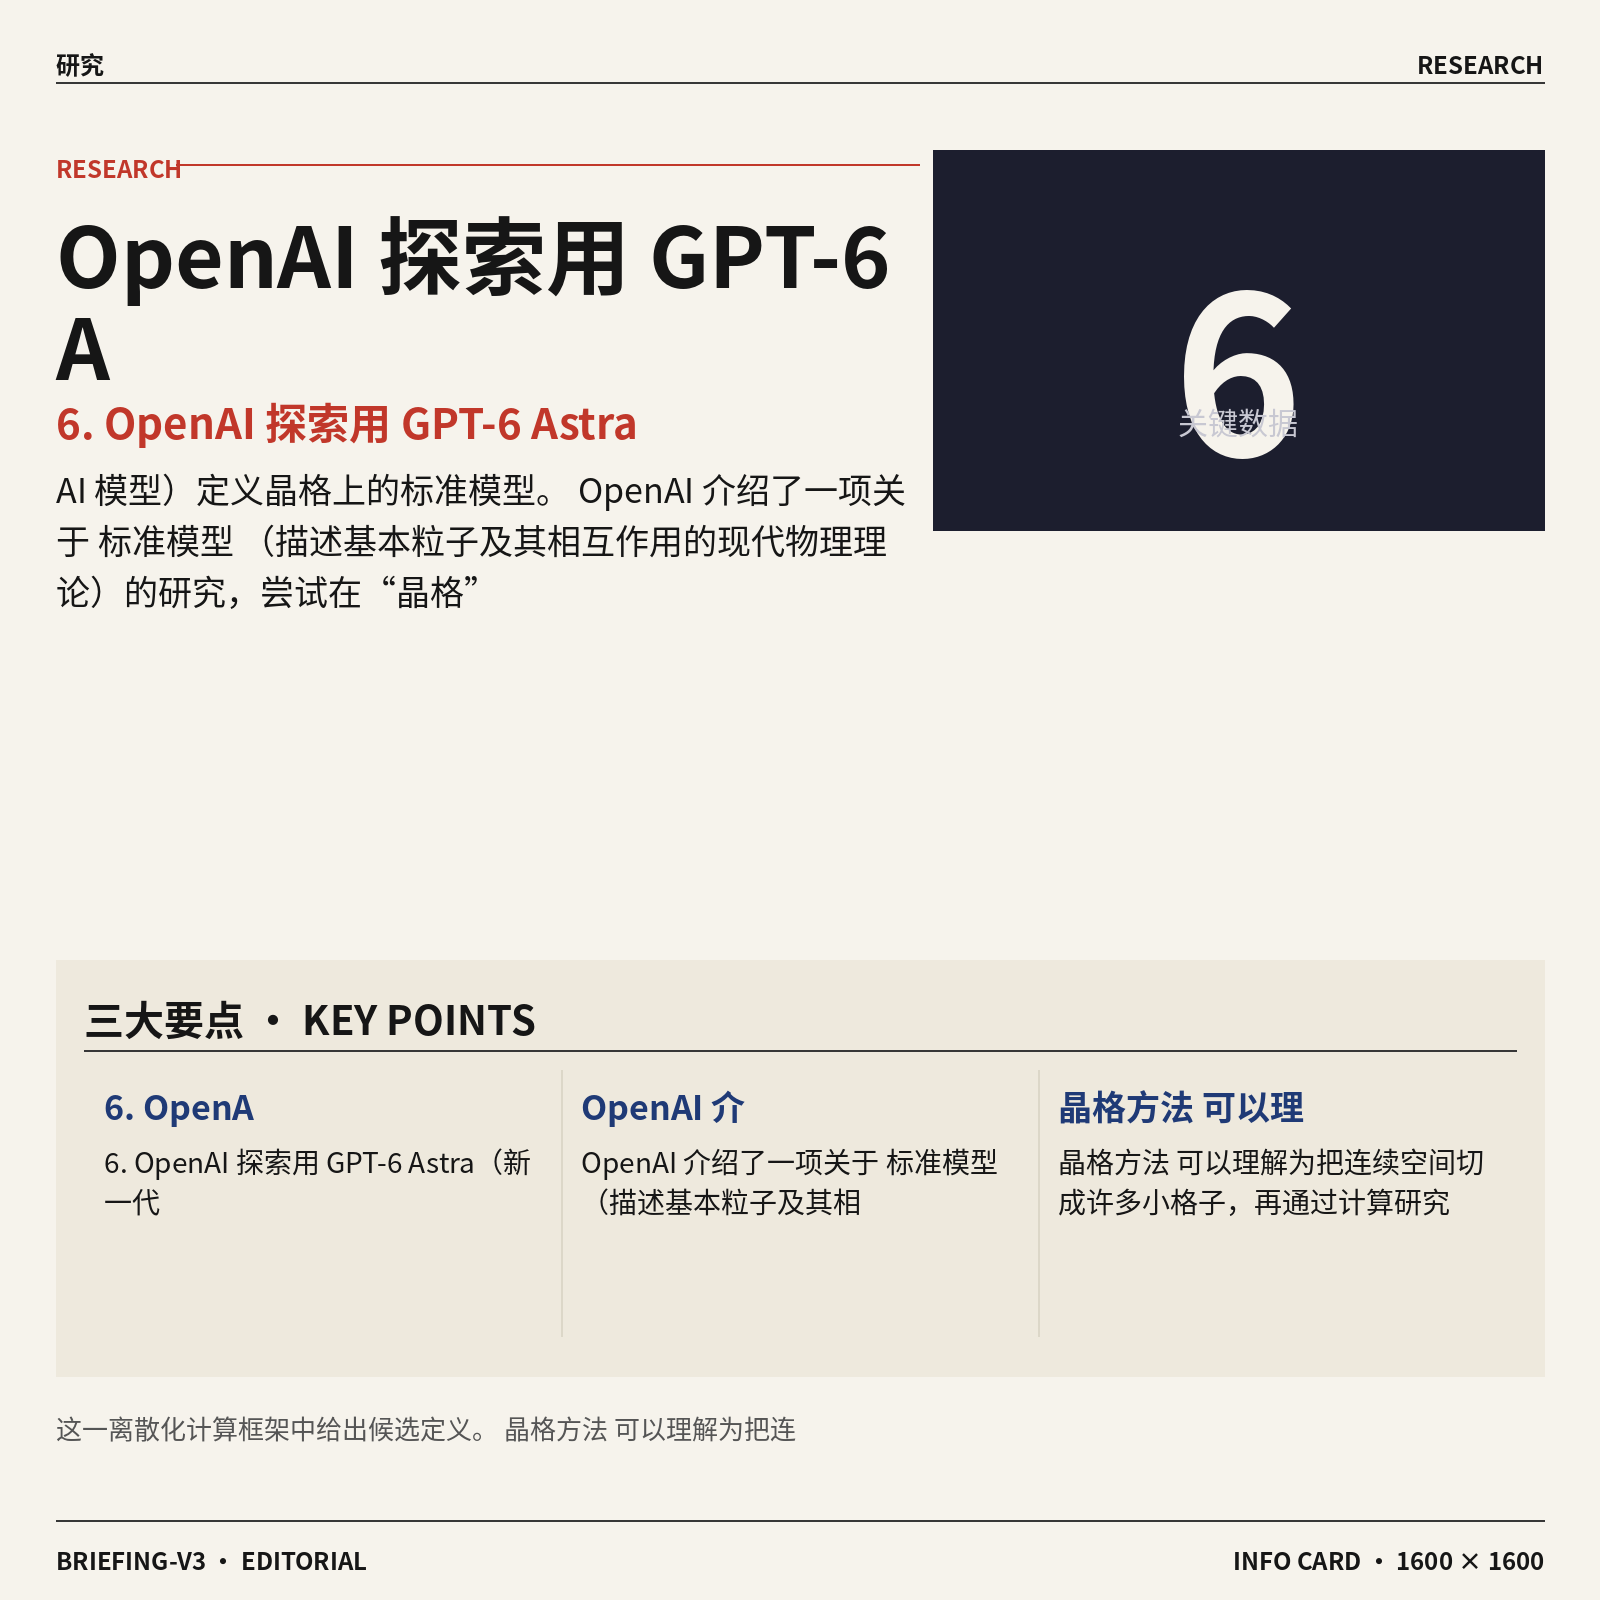 研究
RESEARCH
RESEARCH
OpenAI 探索用 GPT-6
A
6. OpenAI 探索用 GPT-6 Astra
AI 模型）定义晶格上的标准模型。 OpenAI 介绍了一项关
于 标准模型 （描述基本粒子及其相互作用的现代物理理
论）的研究，尝试在“晶格”
6
关键数据
三大要点 · KEY POINTS
6. OpenA
6. OpenAI 探索用 GPT-6 Astra（新
一代
OpenAI 介
OpenAI 介绍了一项关于 标准模型
（描述基本粒子及其相
晶格方法 可以理
晶格方法 可以理解为把连续空间切
成许多小格子，再通过计算研究
这一离散化计算框架中给出候选定义。 晶格方法 可以理解为把连
BRIEFING-V3 · EDITORIAL
INFO CARD · 1600 × 1600